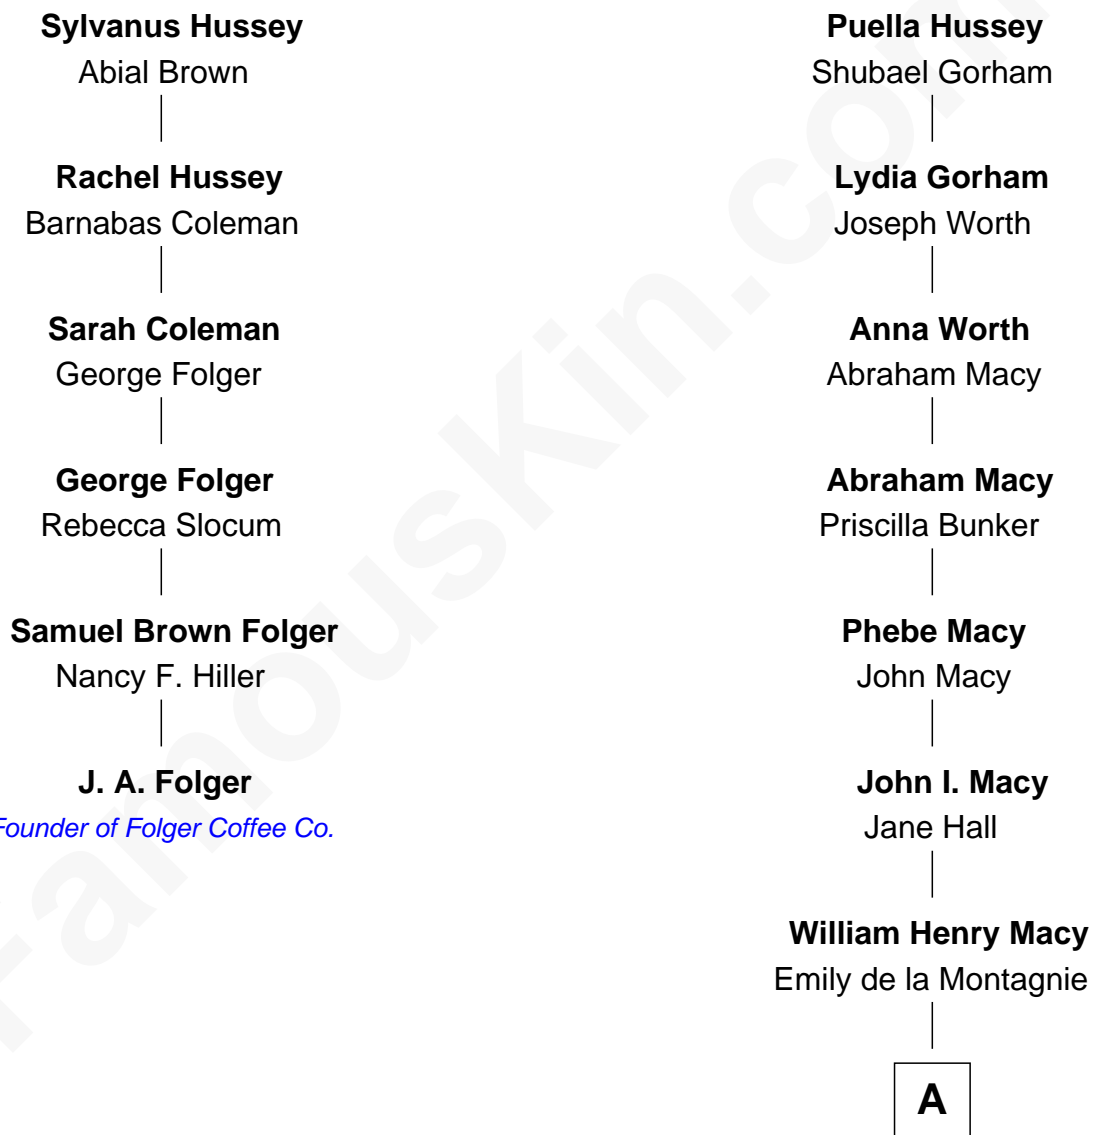 Sylvanus Hussey
Abial Brown
Rachel Hussey
Barnabas Coleman
Sarah Coleman
George Folger
George Folger
Rebecca Slocum
Samuel Brown Folger
Nancy F. Hiller
J. A. Folger
Founder of Folger Coffee Co.
Puella Hussey
Shubael Gorham
Lydia Gorham
Joseph Worth
Anna Worth
Abraham Macy
Abraham Macy
Priscilla Bunker
Phebe Macy
John Macy
John I. Macy
Jane Hall
William Henry Macy
Emily de la Montagnie
A
FamousKin.com